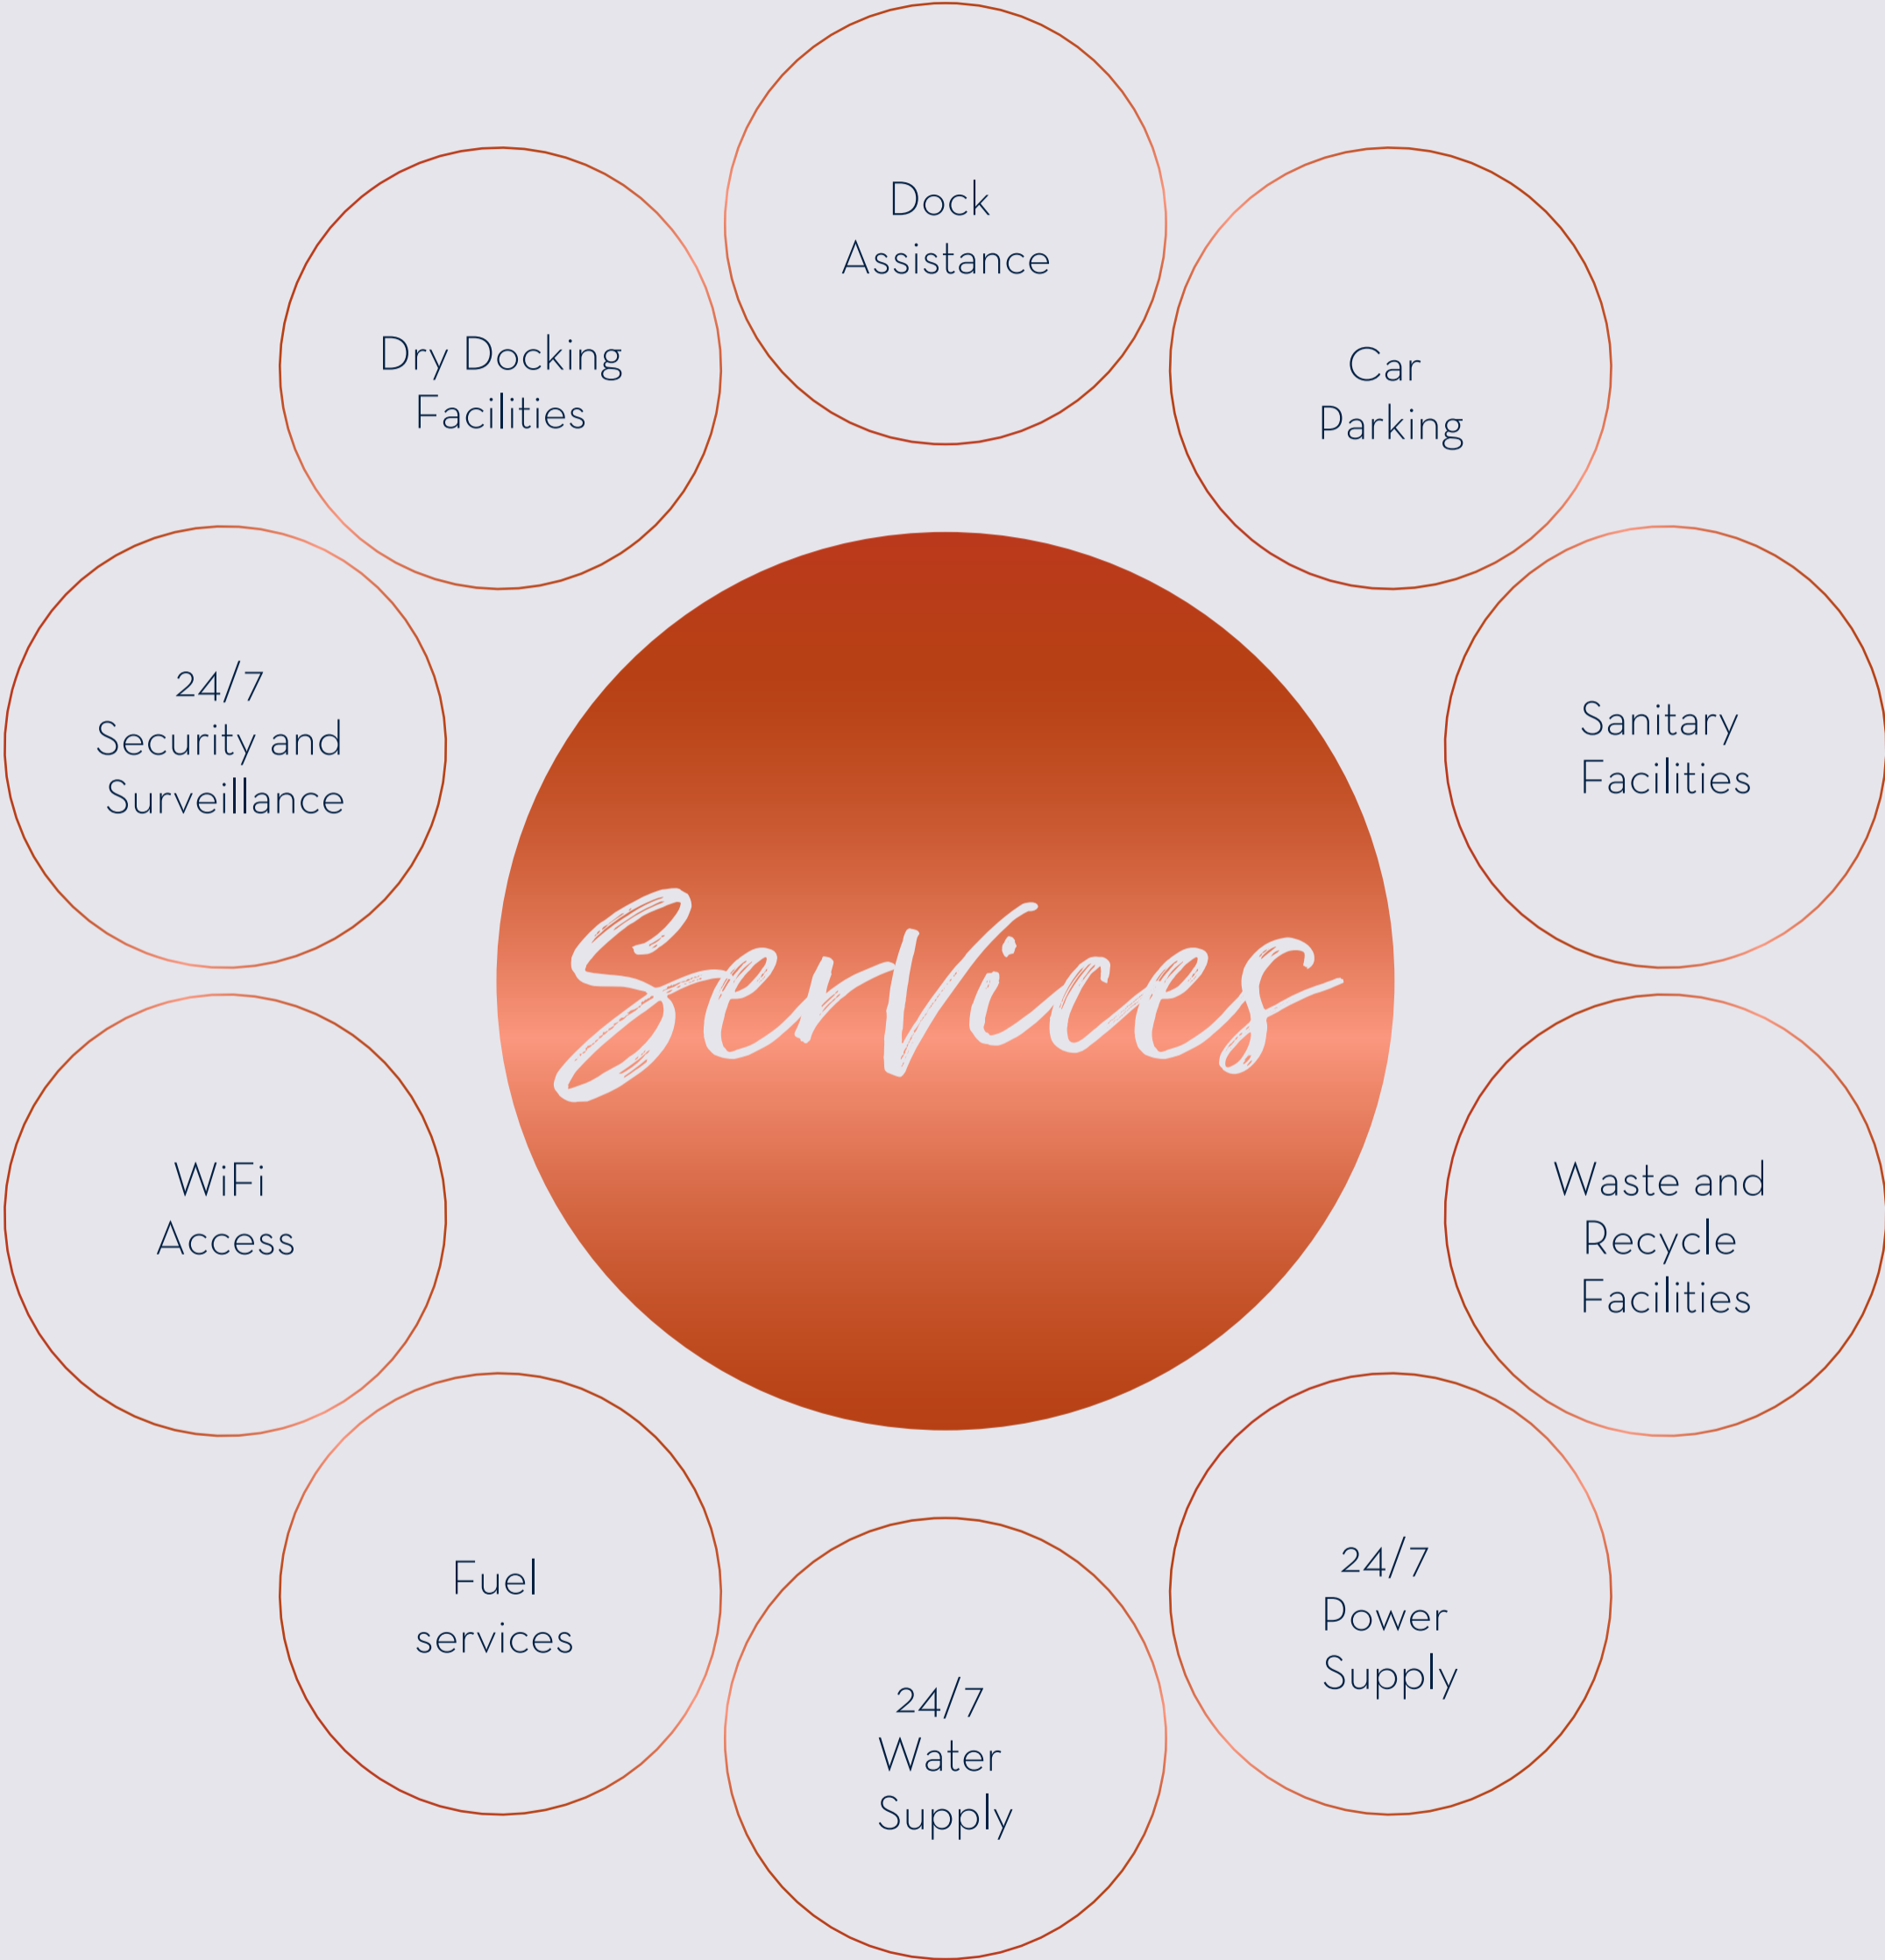 Dock
Assistance
Dry Docking
Facilities
Car
Parking
24/7
Security and
Surveillance
Sanitary
Facilities
Services
WiFi
Access
Waste and
Recycle
Facilities
Fuel
services
24/7
Power
Supply
24/7
Water
Supply